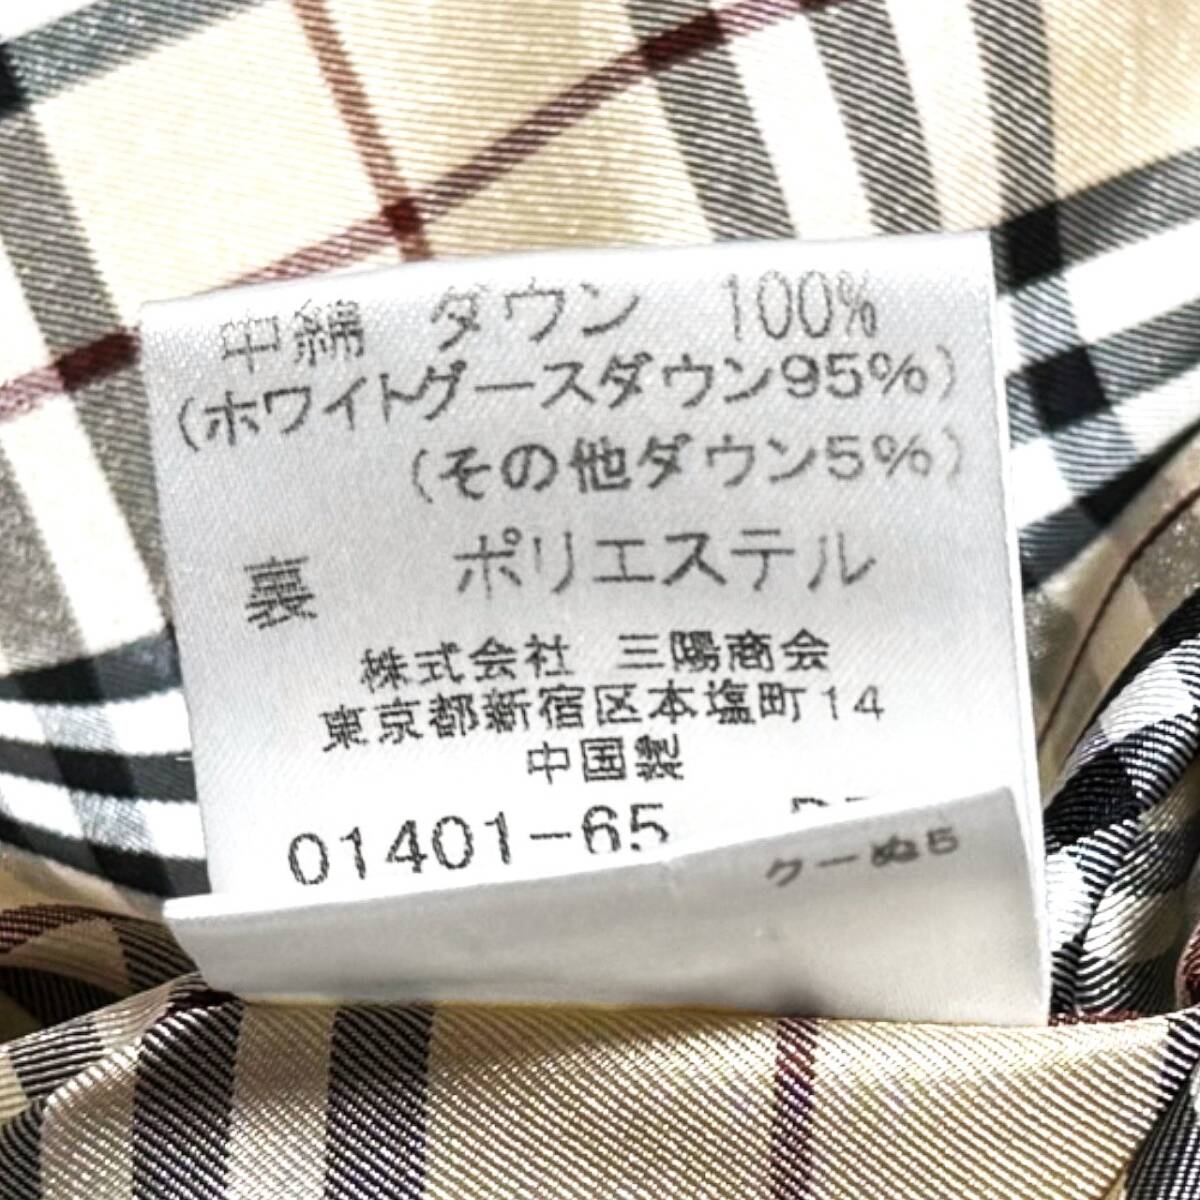 中綿 ダウン 100%
(ホワイトグースダウン95%)
(その他ダウン5%)
裏 ポリエステル
株式会社 三陽商会
東京都新宿区本塩町14
中国製
01401-65
ケーぬ5